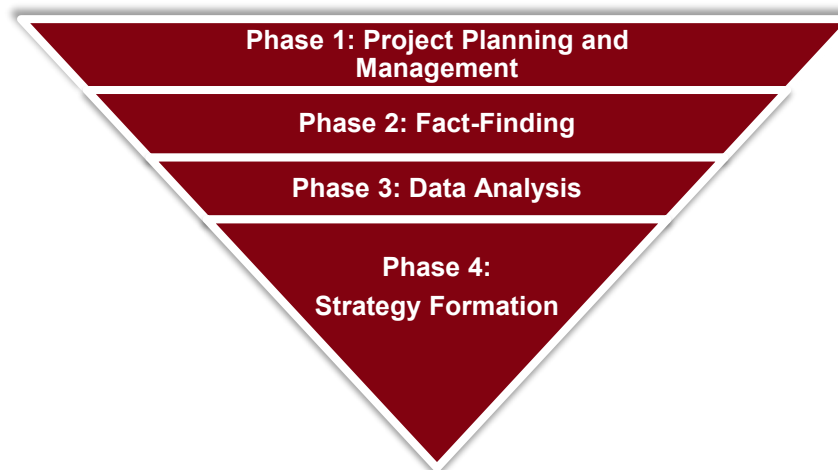 Phase 1: Project Planning and
Management
Phase 2: Fact-Finding
Phase 3: Data Analysis
Phase 4:
Strategy Formation